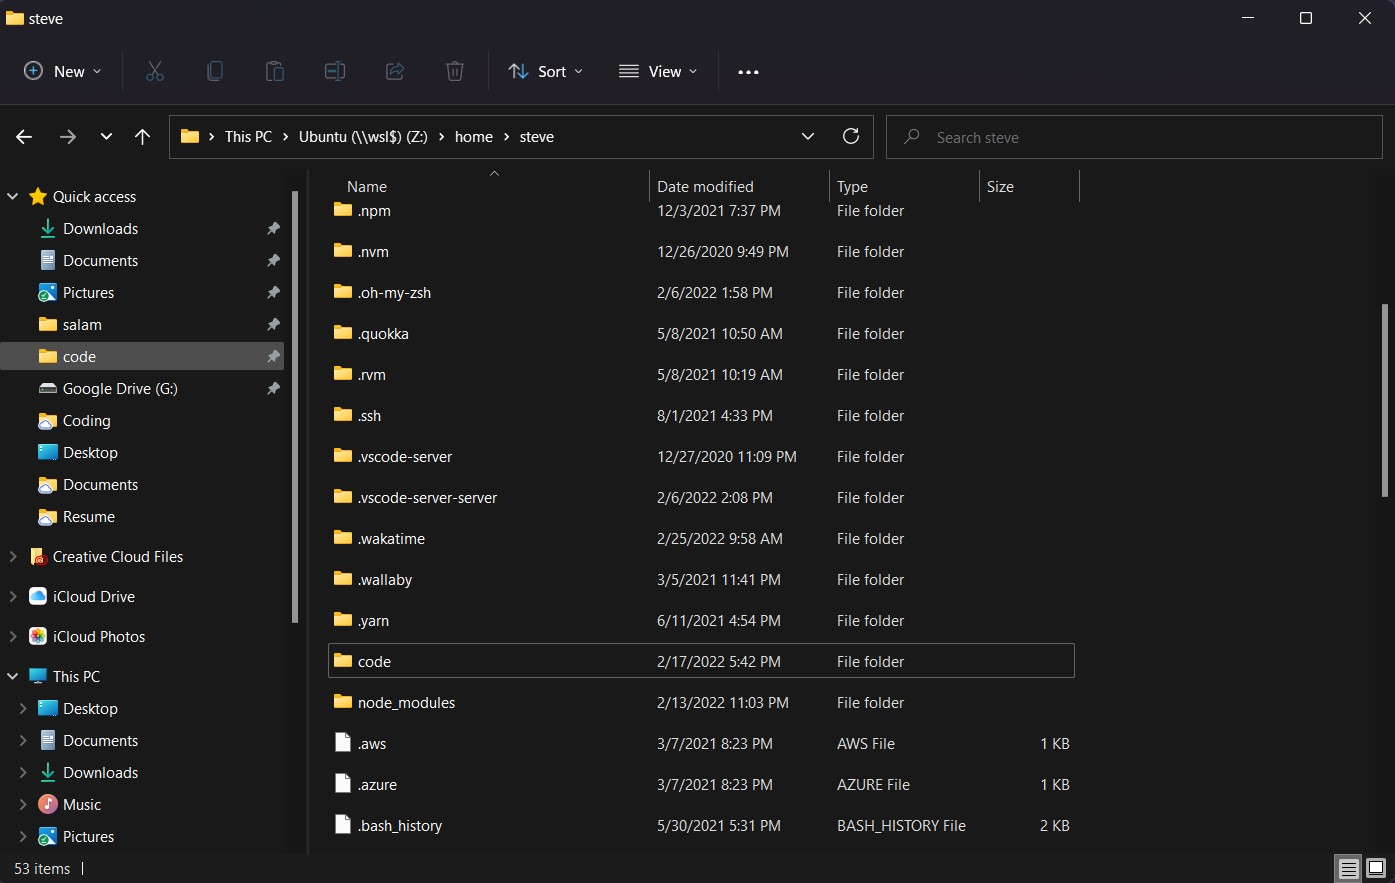 steve
New Sort View
This PC Ubuntu (\\wsl$) (Z:) home steve
Search steve
Quick access
Downloads
Documents
Pictures
salam
code
Google Drive (G:)
Coding
Desktop
Documents
Resume
Creative Cloud Files
iCloud Drive
iCloud Photos
This PC
Desktop
Documents
Downloads
Music
Pictures
Name Date modified Type Size
.npm 12/3/2021 7:37 PM File folder
.nvm 12/26/2020 9:49 PM File folder
.oh-my-zsh 2/6/2022 1:58 PM File folder
.quokka 5/8/2021 10:50 AM File folder
.rvm 5/8/2021 10:19 AM File folder
.ssh 8/1/2021 4:33 PM File folder
.vscode-server 12/27/2020 11:09 PM File folder
.vscode-server-server 2/6/2022 2:08 PM File folder
.wakatime 2/25/2022 9:58 AM File folder
.wallaby 3/5/2021 11:41 PM File folder
.yarn 6/11/2021 4:54 PM File folder
code 2/17/2022 5:42 PM File folder
node_modules 2/13/2022 11:03 PM File folder
.aws 3/7/2021 8:23 PM AWS File 1 KB
.azure 3/7/2021 8:23 PM AZURE File 1 KB
.bash_history 5/30/2021 5:31 PM BASH_HISTORY File 2 KB
53 items